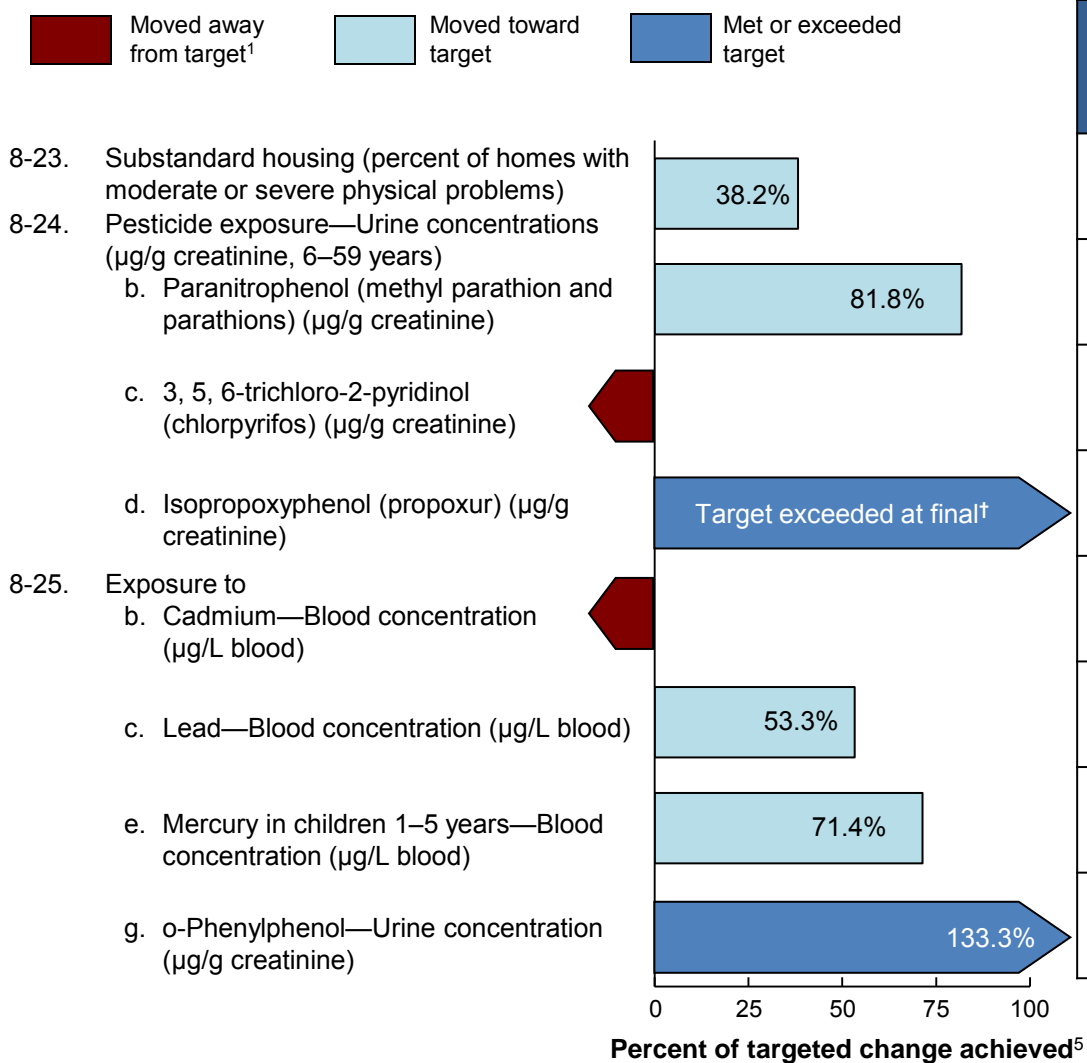 Moved away
from target¹
Moved toward
target
Met or exceeded
target
8-23. Substandard housing (percent of homes with
moderate or severe physical problems)
38.2%
8-24. Pesticide exposure—Urine concentrations
(µg/g creatinine, 6–59 years)
b. Paranitrophenol (methyl parathion and
parathions) (µg/g creatinine)
81.8%
c. 3, 5, 6-trichloro-2-pyridinol
(chlorpyrifos) (µg/g creatinine)
d. Isopropoxyphenol (propoxur) (µg/g
creatinine)
Target exceeded at final†
8-25. Exposure to
b. Cadmium—Blood concentration
(µg/L blood)
c. Lead—Blood concentration (µg/L blood)
53.3%
e. Mercury in children 1–5 years—Blood
concentration (µg/L blood)
71.4%
g. o-Phenylphenol—Urine concentration
(µg/g creatinine)
133.3%
0 25 50 75 100
Percent of targeted change achieved⁵